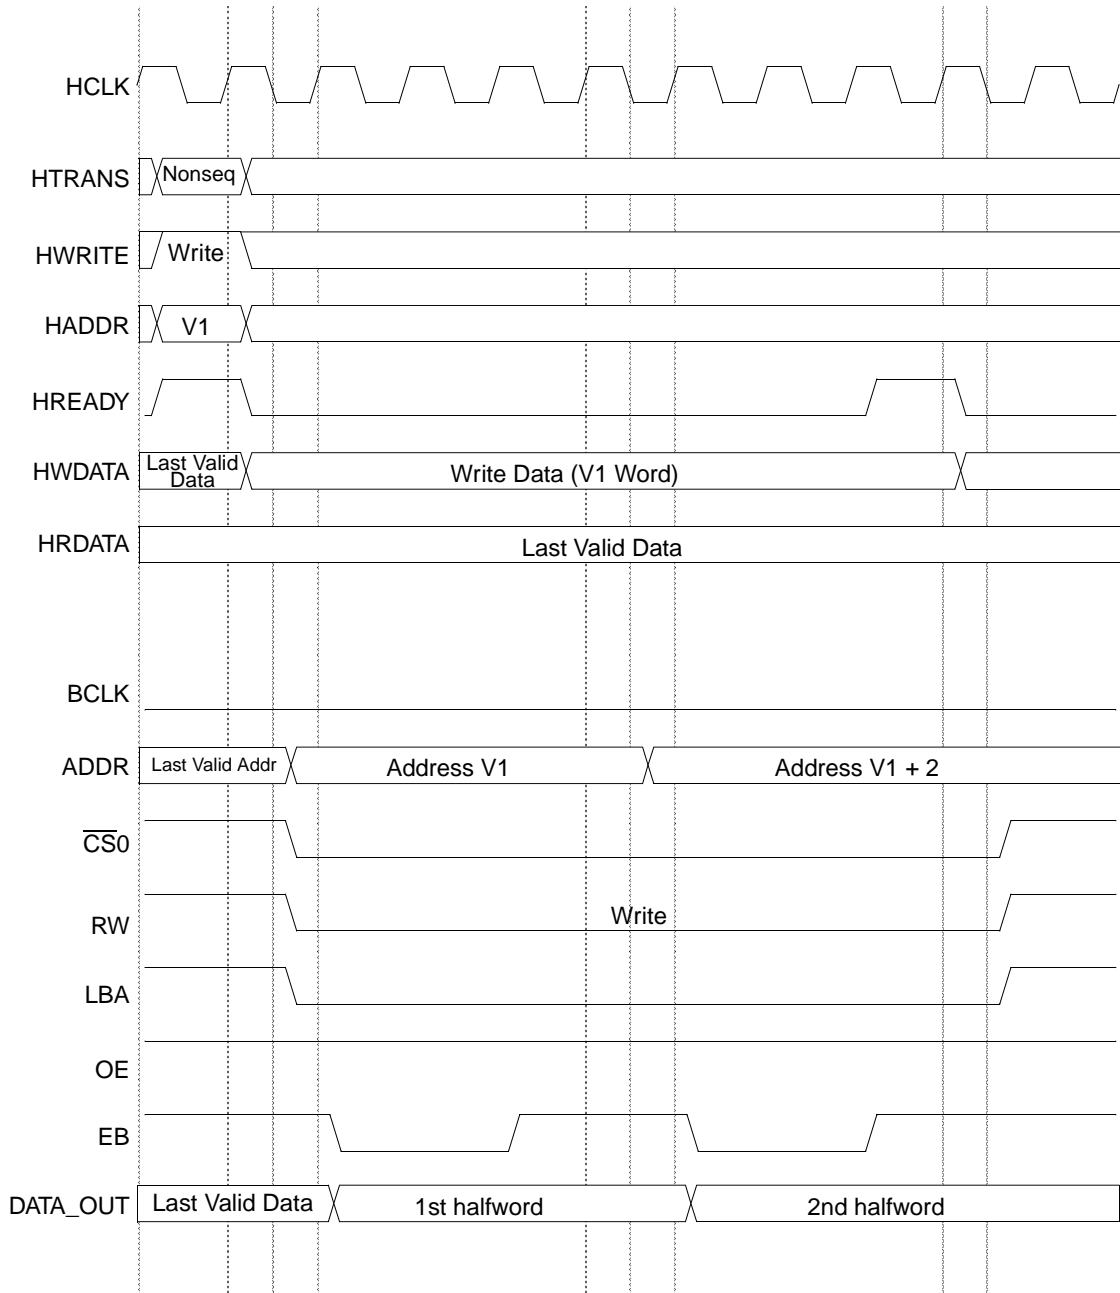 HCLK
HTRANS Nonseq
HWRITE Write
HADDR V1
HREADY
HWDATA Last Valid Data Write Data (V1 Word)
HRDATA Last Valid Data
BCLK
ADDR Last Valid Addr Address V1 Address V1 + 2
CS0
RW Write
LBA
OE
EB
DATA_OUT Last Valid Data 1st halfword 2nd halfword